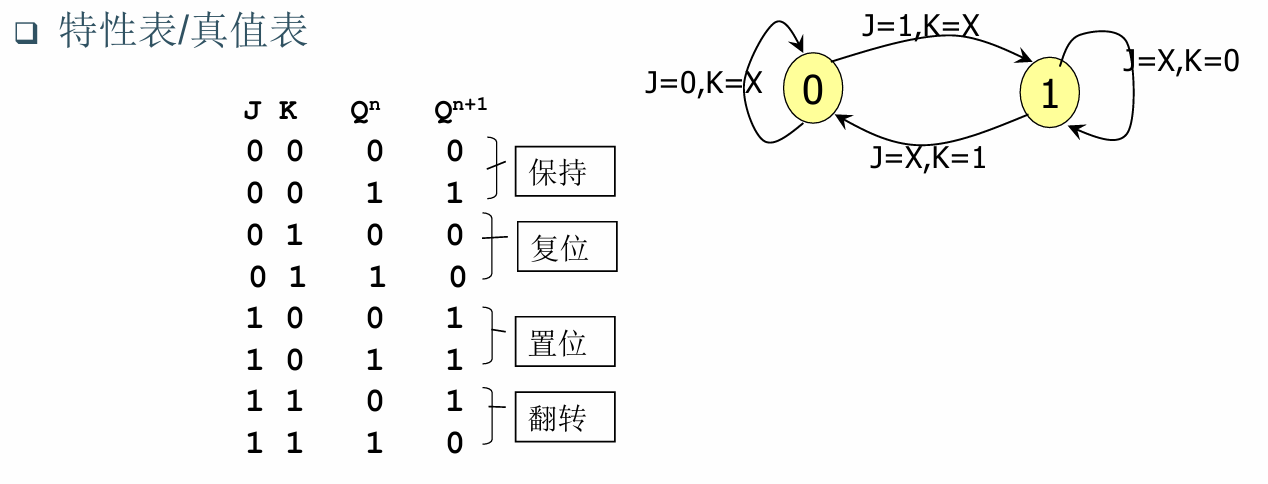 特性表/真值表
J K Qⁿ Qⁿ⁺¹
0 0 0 0
0 0 1 1
保持
0 1 0 0
0 1 1 0
复位
1 0 0 1
1 0 1 1
置位
1 1 0 1
1 1 1 0
翻转
J=1,K=X
J=0,K=X
0
1
J=X,K=0
J=X,K=1